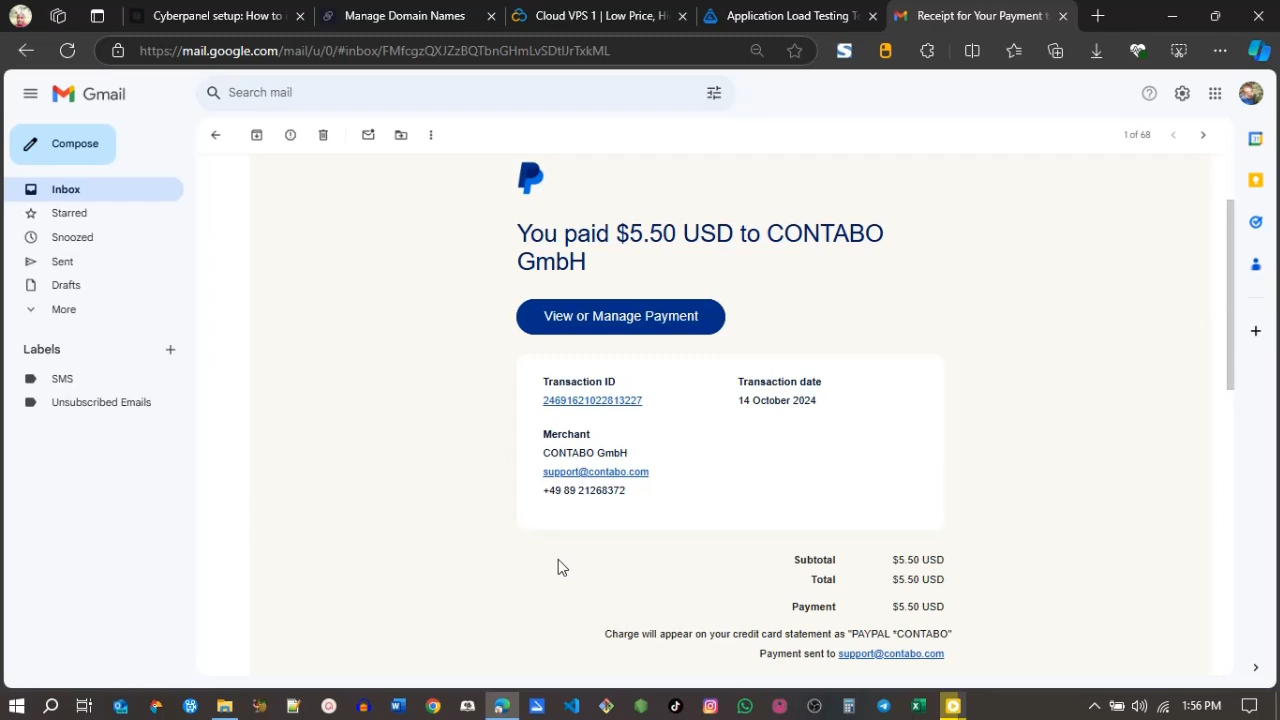 Cyberpanel setup: How to
Manage Domain Names
Cloud VPS 1 | Low Price, Hi
Application Load Testing To
Receipt for Your Payment t
https://mail.google.com/mail/u/0/#inbox/FMfcgzQXJZzBQTbnGHmLvSDtIJrTxkML
Gmail
Search mail
Compose
1 of 68
Inbox
Starred
Snoozed
Sent
Drafts
More
Labels
SMS
Unsubscribed Emails
You paid $5.50 USD to CONTABO
GmbH
View or Manage Payment
Transaction ID
Transaction date
24691621022813227
14 October 2024
Merchant
CONTABO GmbH
support@contabo.com
+49 89 21268372
Subtotal $5.50 USD
Total $5.50 USD
Payment $5.50 USD
Charge will appear on your credit card statement as "PAYPAL *CONTABO"
Payment sent to support@contabo.com
1:56 PM